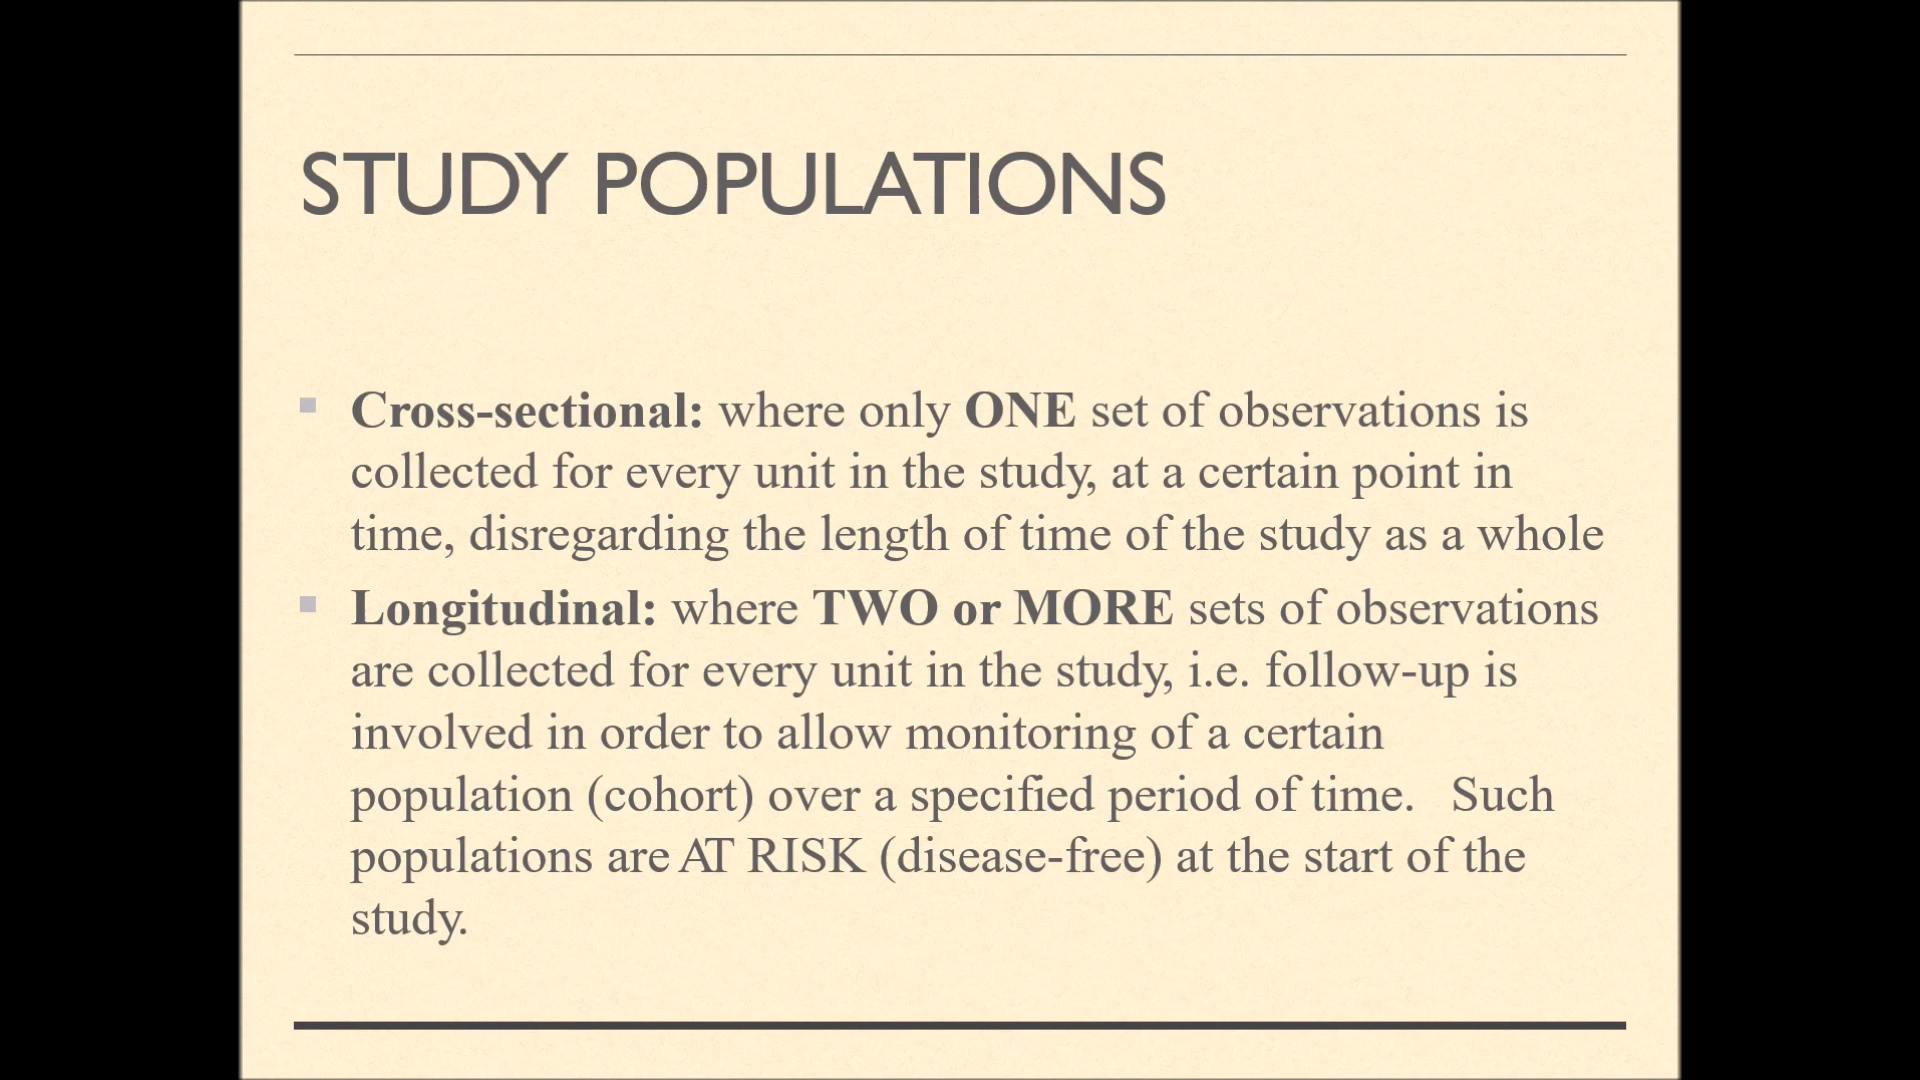 STUDY POPULATIONS
Cross-sectional: where only ONE set of observations is
collected for every unit in the study, at a certain point in
time, disregarding the length of time of the study as a whole
Longitudinal: where TWO or MORE sets of observations
are collected for every unit in the study, i.e. follow-up is
involved in order to allow monitoring of a certain
population (cohort) over a specified period of time.   Such
populations are AT RISK (disease-free) at the start of the
study.